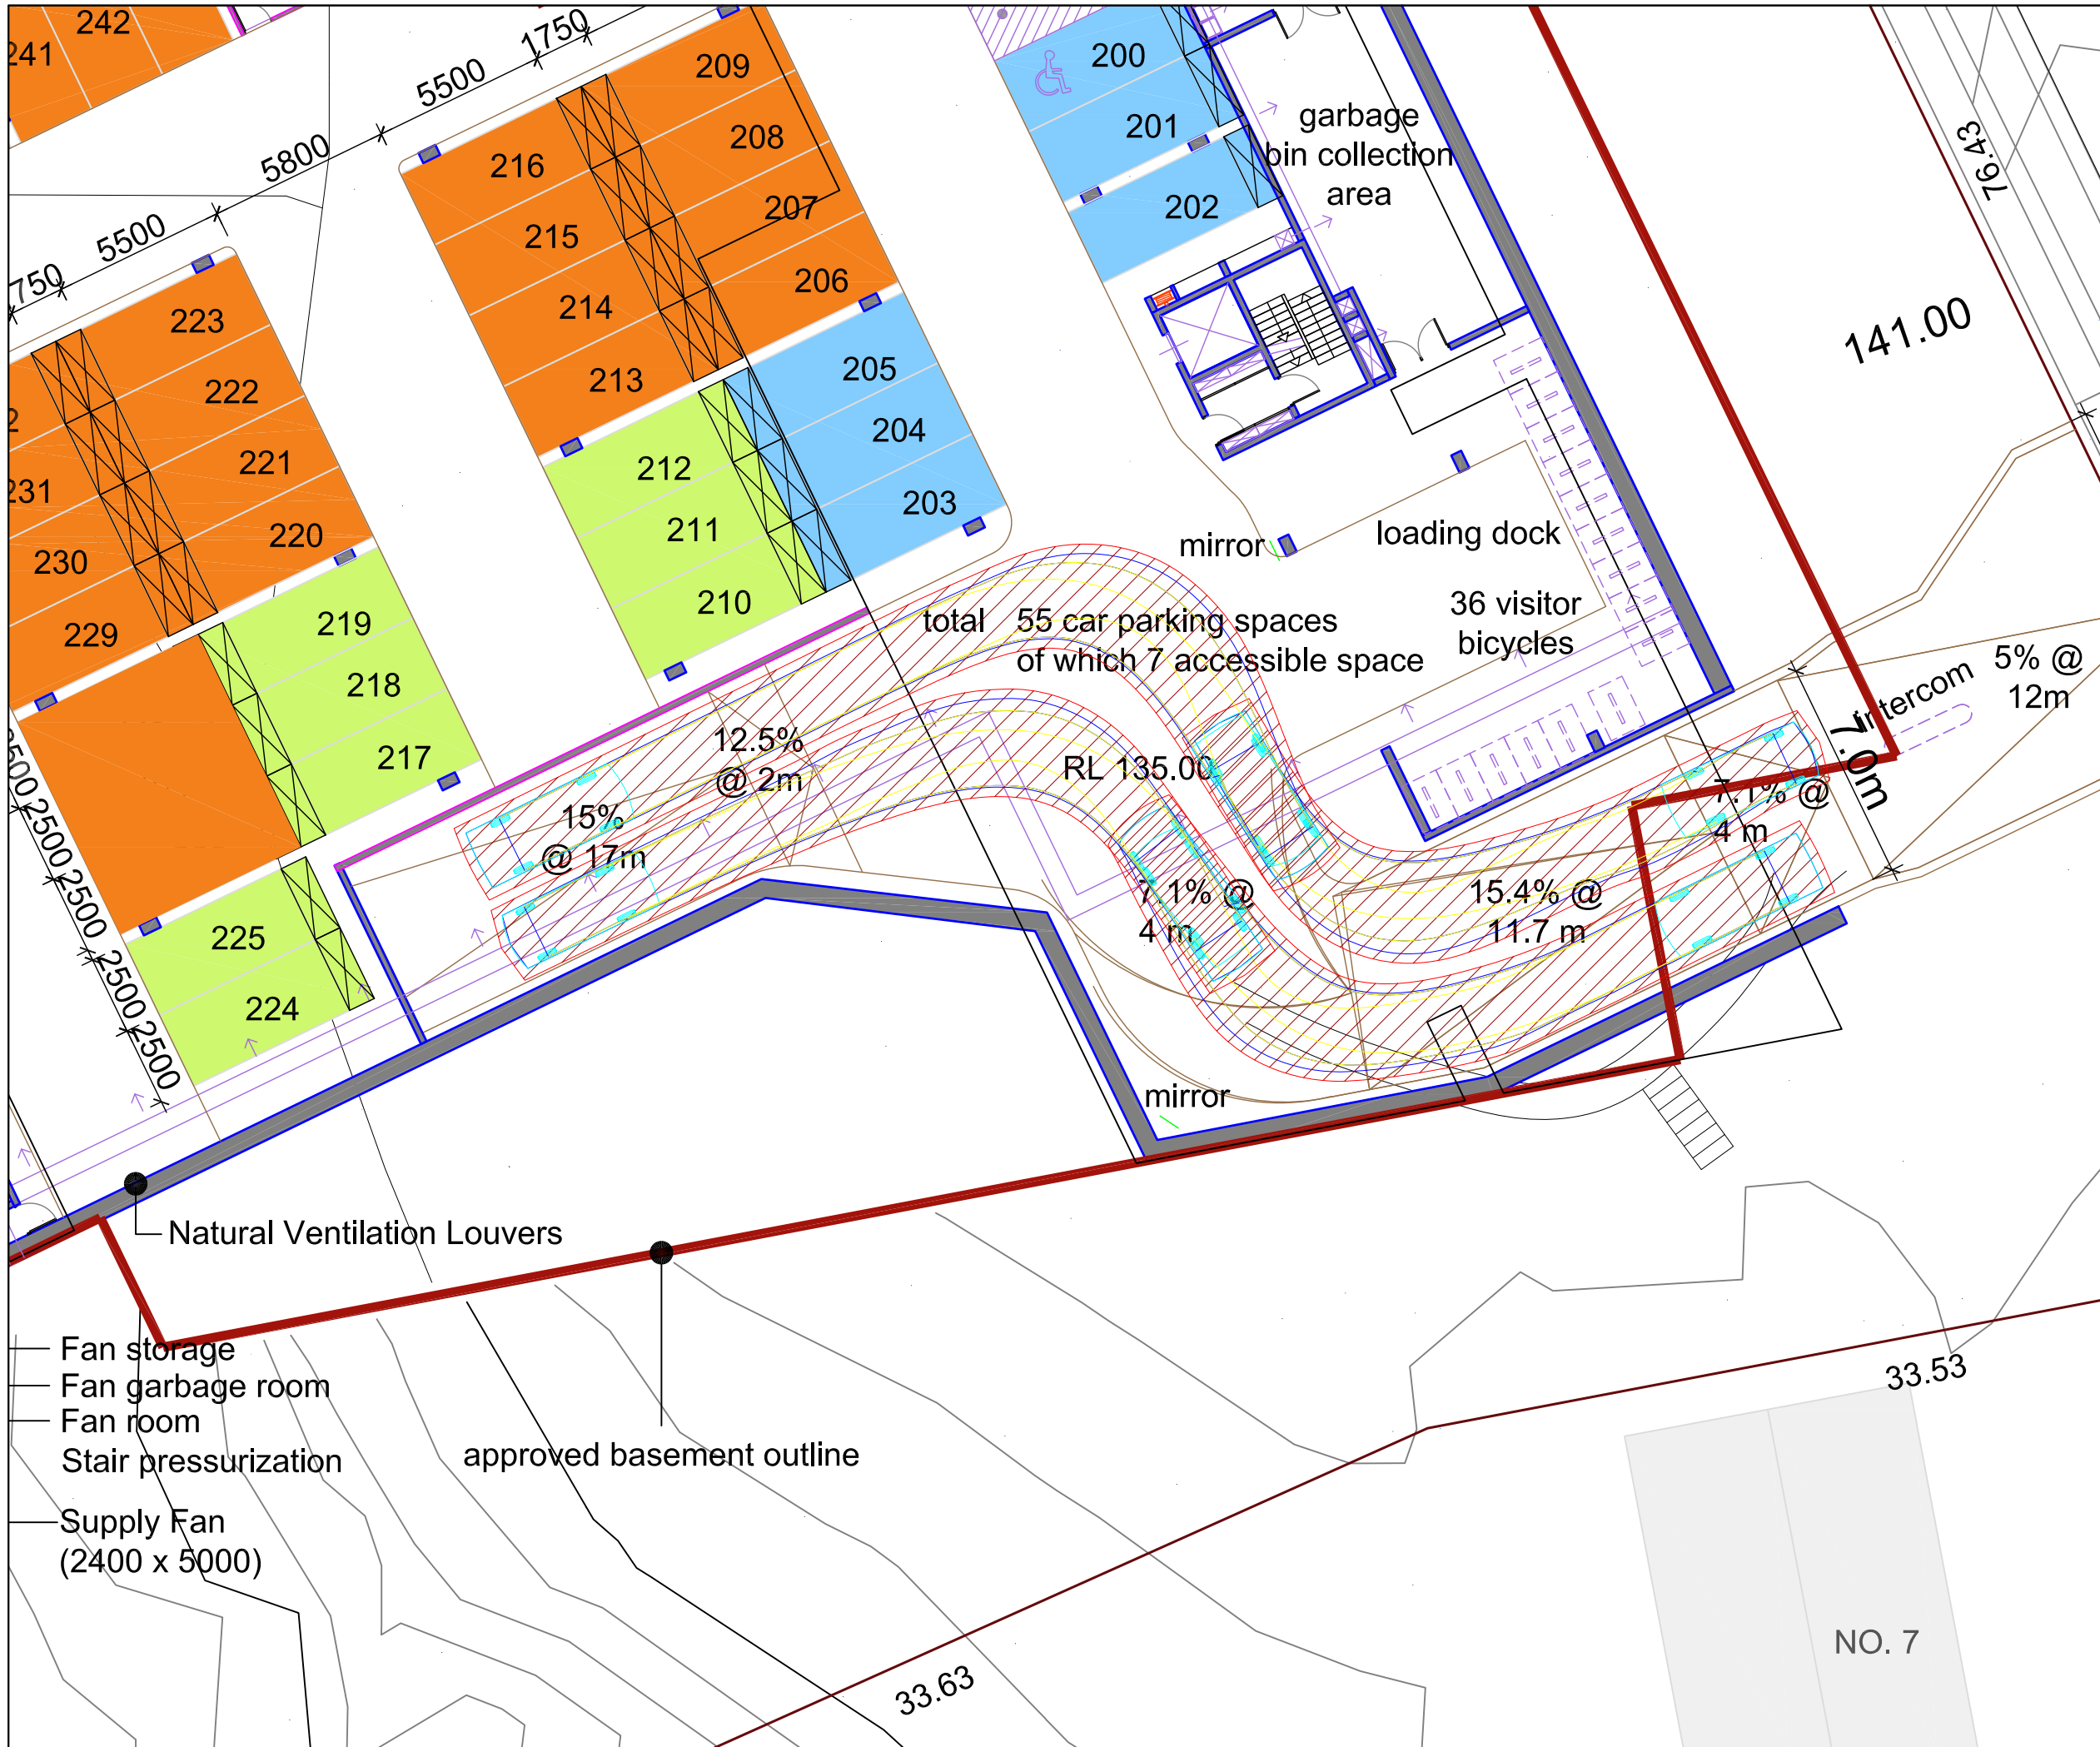 242
241
1750
5500
5800
5500
750
209
208
207
206
216
215
214
213
200
201
202
garbage
bin collection
area
76.43
141.00
223
222
221
220
231
230
229
205
204
203
212
211
210
219
218
217
225
224
mirror
loading dock
36 visitor
bicycles
total 55 car parking spaces
of which 7 accessible space
intercom
5% @
12m
7.0m
12.5%
@ 2m
RL 135.00
15%
@ 17m
7.1% @
4 m
7.1% @
4 m
15.4% @
11.7 m
2500
2500
2500
2500
mirror
Natural Ventilation Louvers
Fan storage
Fan garbage room
Fan room
Stair pressurization
Supply Fan
(2400 x 5000)
approved basement outline
33.53
33.63
NO. 7